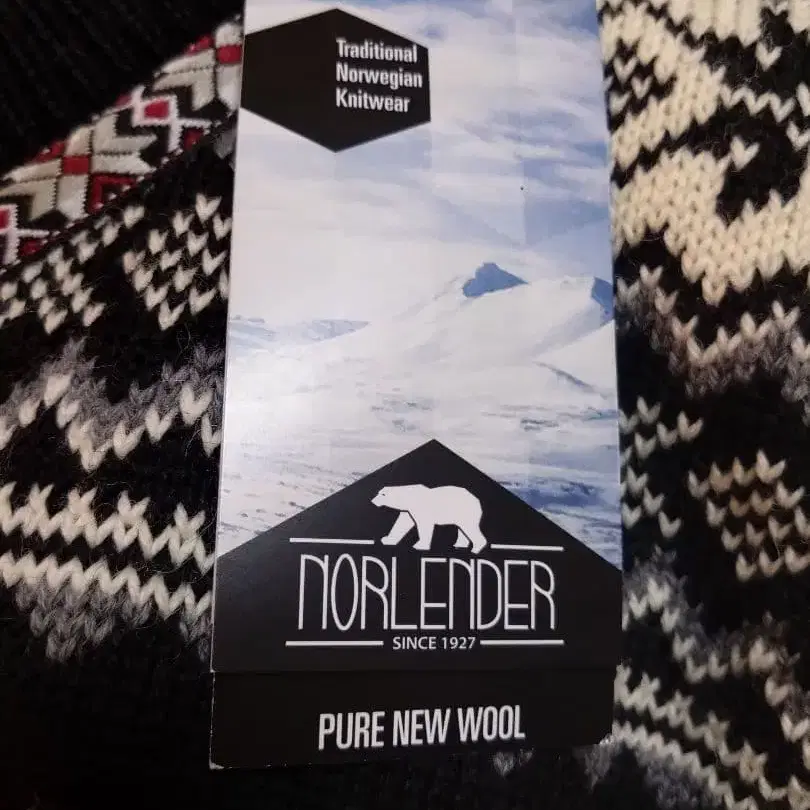 Traditional
Norwegian
Knitwear
NORLENDER
SINCE 1927
PURE NEW WOOL